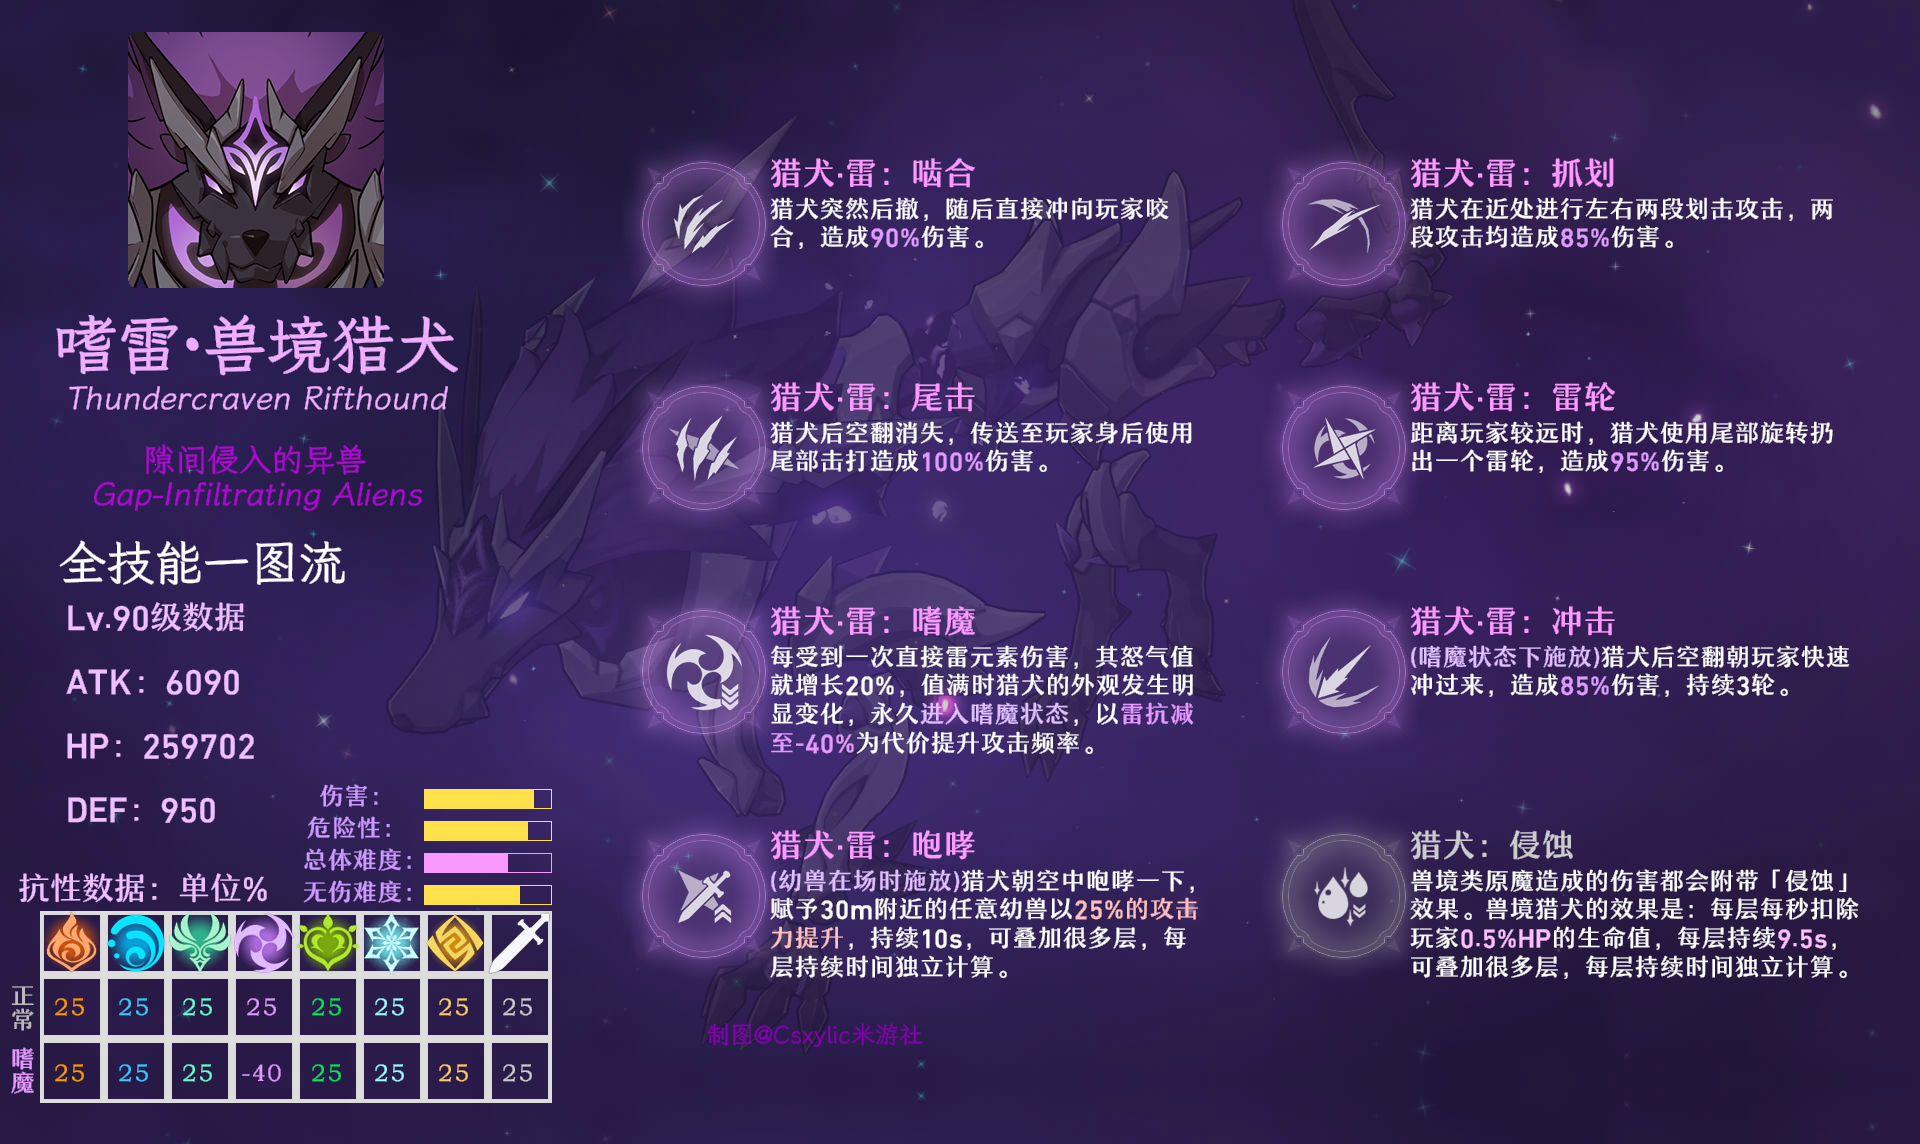 嗜雷·兽境猎犬
Thundercraven Rifthound
隙间侵入的异兽
Gap-Infiltrating Aliens
全技能一图流
Lv.90级数据
ATK：6090
HP：259702
DEF：950
伤害：
危险性：
总体难度：
无伤难度：
抗性数据：单位%
正常 25 25 25 25 25 25 25 25
嗜魔 25 25 25 -40 25 25 25 25
猎犬·雷：啮合
猎犬突然后撤，随后直接冲向玩家咬
合，造成90%伤害。
猎犬·雷：抓划
猎犬在近处进行左右两段划击攻击，两
段攻击均造成85%伤害。
猎犬·雷：尾击
猎犬后空翻消失，传送至玩家身后使用
尾部击打造成100%伤害。
猎犬·雷：雷轮
距离玩家较远时，猎犬使用尾部旋转扔
出一个雷轮，造成95%伤害。
猎犬·雷：嗜魔
每受到一次直接雷元素伤害，其怒气值
就增长20%，值满时猎犬的外观发生明
显变化，永久进入嗜魔状态，以雷抗减
至-40%为代价提升攻击频率。
猎犬·雷：冲击
(嗜魔状态下施放)猎犬后空翻朝玩家快速
冲过来，造成85%伤害，持续3轮。
猎犬·雷：咆哮
(幼兽在场时施放)猎犬朝空中咆哮一下，
赋予30m附近的任意幼兽以25%的攻击
力提升，持续10s，可叠加很多层，每
层持续时间独立计算。
猎犬：侵蚀
兽境类原魔造成的伤害都会附带「侵蚀」
效果。兽境猎犬的效果是：每层每秒扣除
玩家0.5%HP的生命值，每层持续9.5s，
可叠加很多层，每层持续时间独立计算。
制图@Csxylic米游社